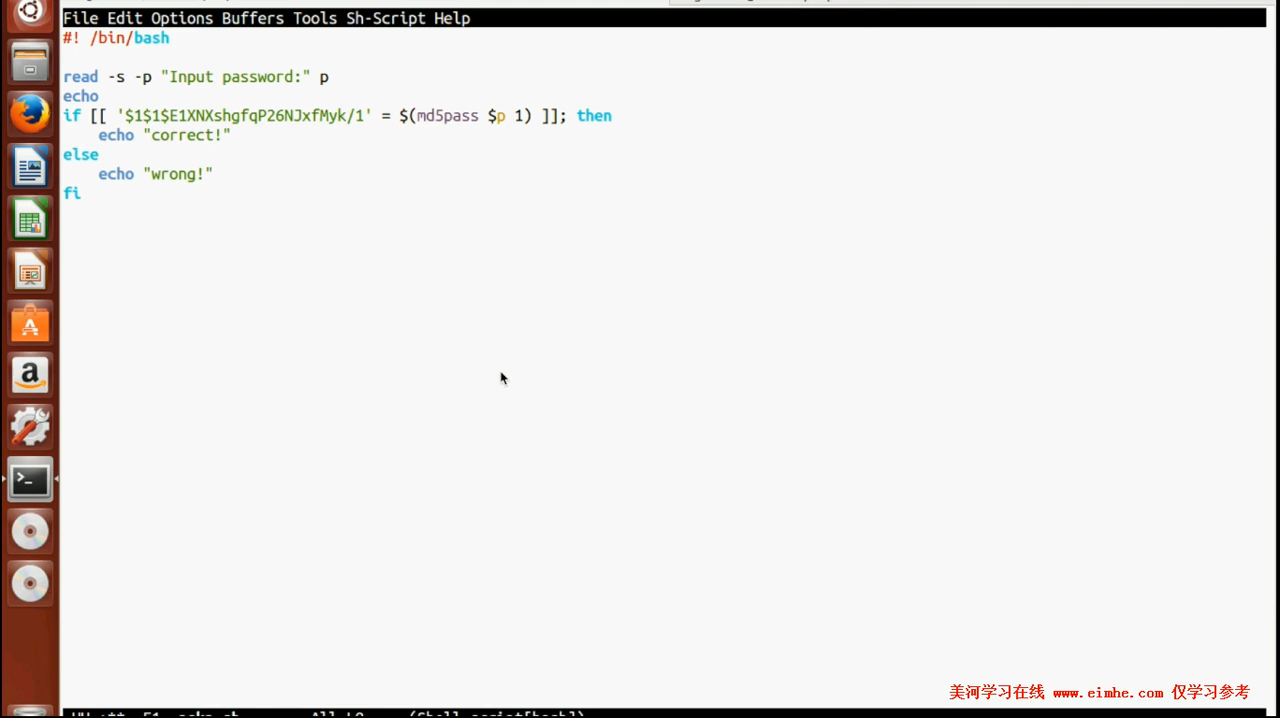 File Edit Options Buffers Tools Sh-Script Help
#! /bin/bash
read -s -p "Input password:" p
echo
if [[ '$1$1$E1XNXshgfqP26NJxfMyk/1' = $(md5pass $p 1) ]]; then
    echo "correct!"
else
    echo "wrong!"
fi
美河学习在线 www.eimhe.com 仅学习参考